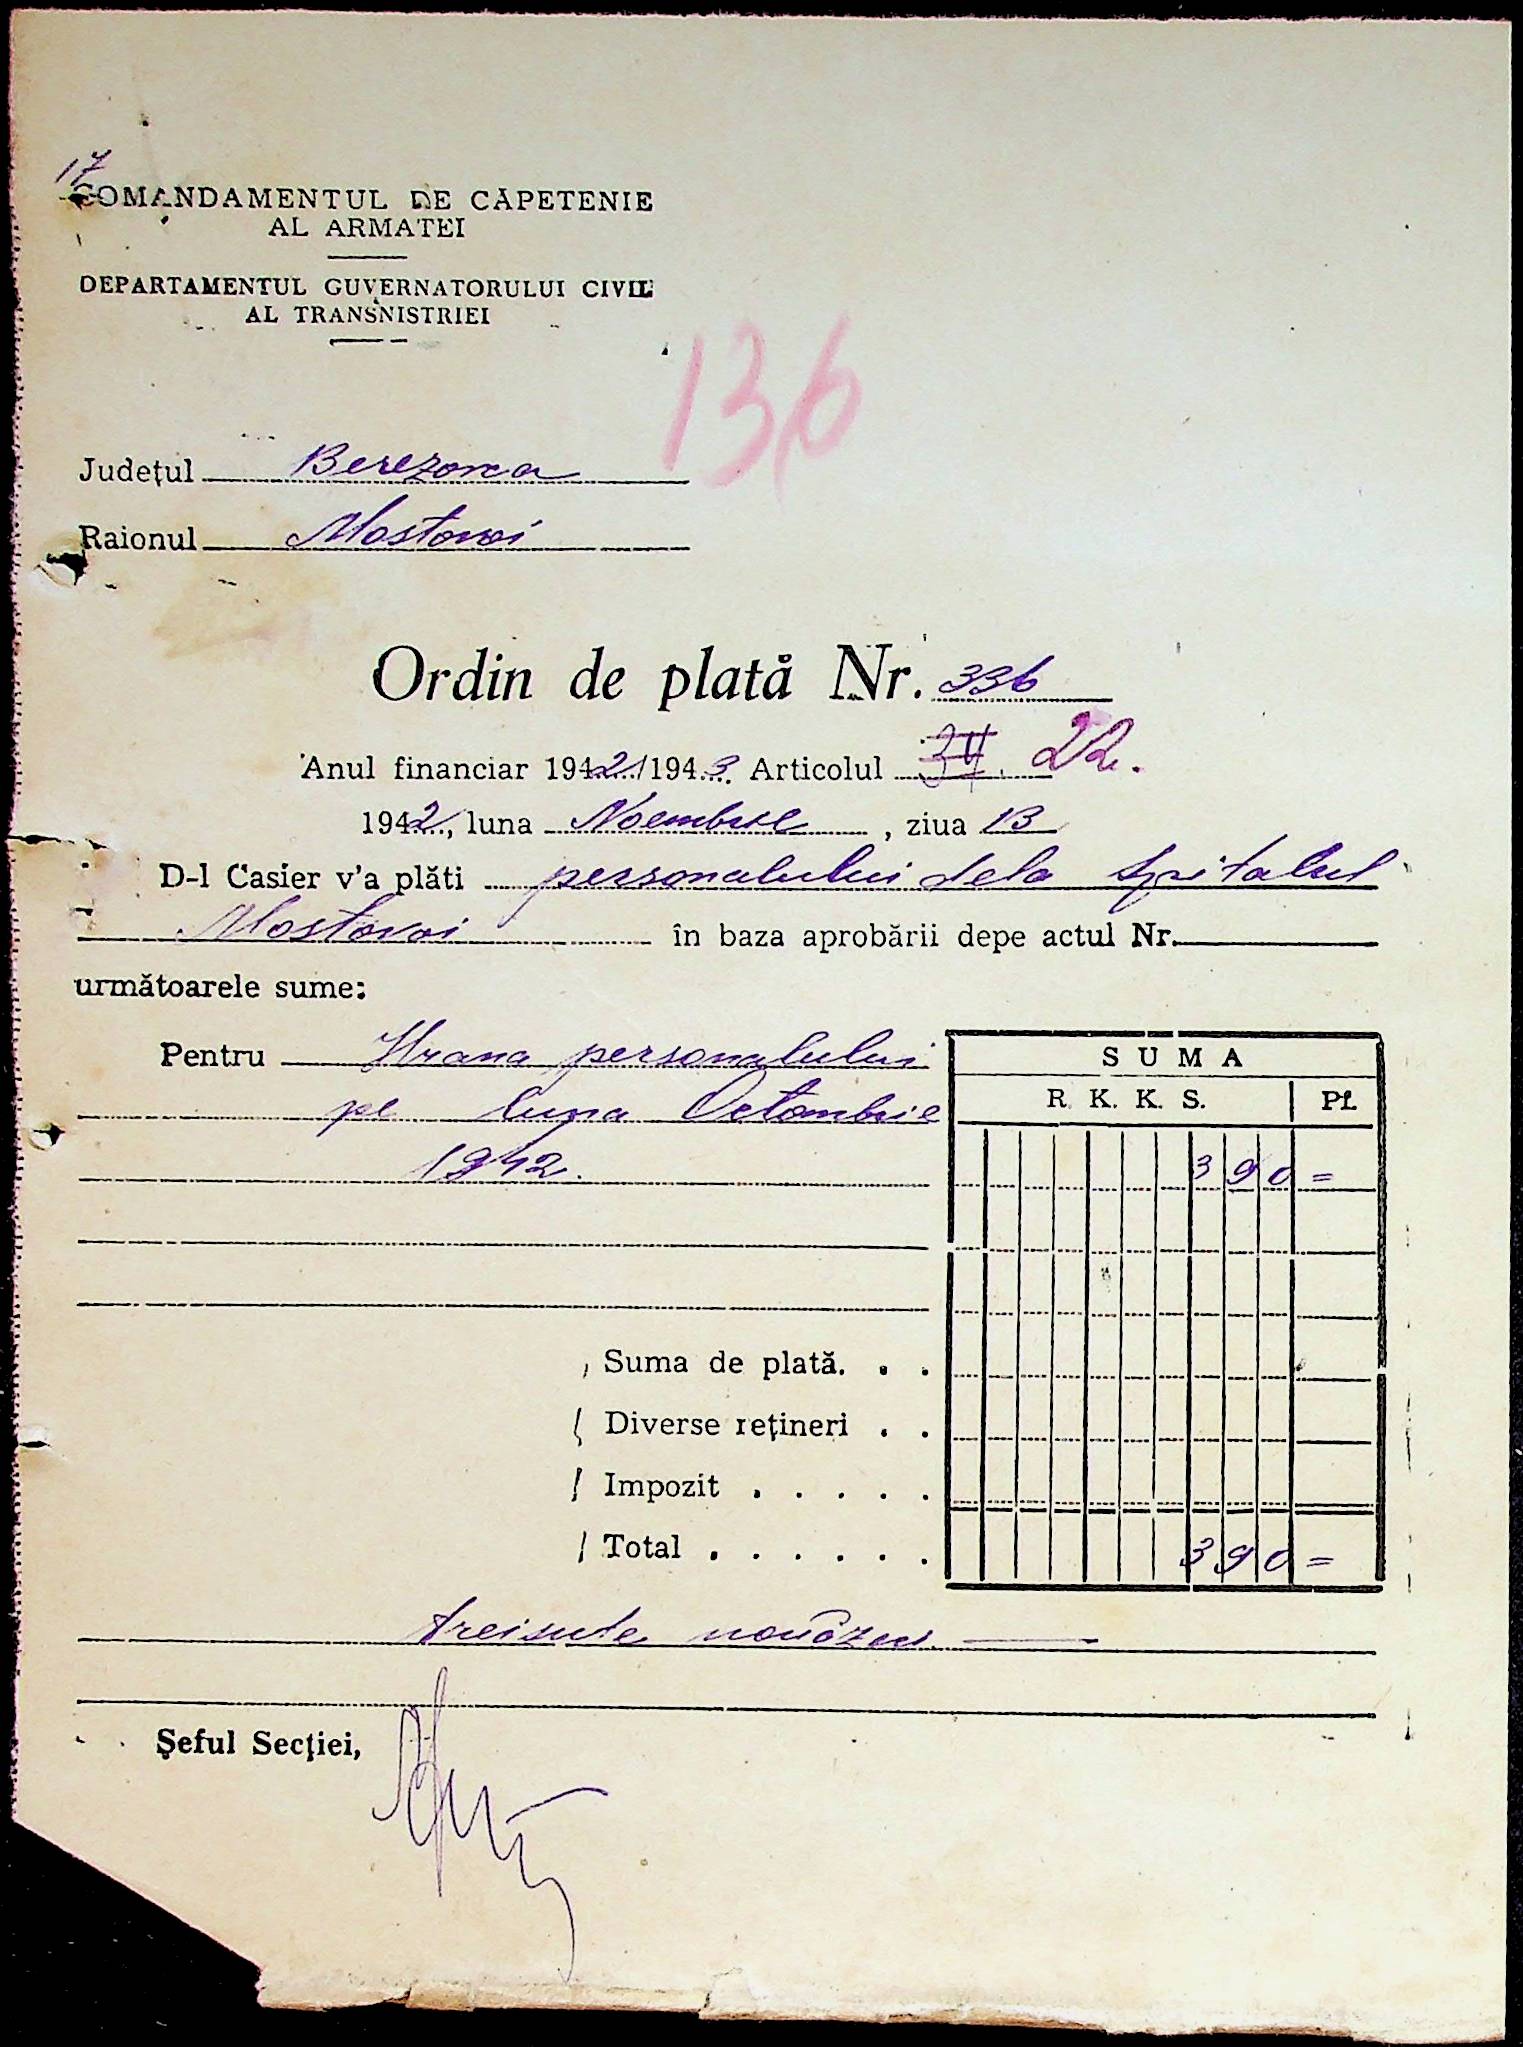 17
COMANDAMENTUL DE CĂPETENIE
AL ARMATEI
DEPARTAMENTUL GUVERNATORULUI CIVIL
AL TRANSNISTRIEI
136
Județul Berezovca
Raionul Mostovoi
Ordin de plată Nr. 336
Anul financiar 1942/1943 Articolul 22.
1942, luna Noembrie, ziua 13
D-l Casier v'a plăti personalului dela Spitalul
Mostovoi în baza aprobării depe actul Nr.
următoarele sume:
Pentru Hrana personalului
pe luna Octombrie
1942.
SUMA
R. K. K. S. Pf.
390 =
Suma de plată. . .
Diverse rețineri . .
Impozit . . . . .
Total . . . . . . 390 =
treisute nouăzeci
Șeful Secției,